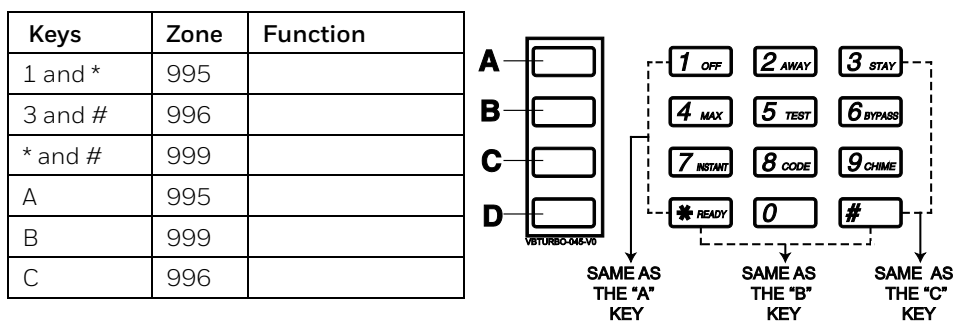 Keys Zone Function
1 and * 995
3 and # 996
* and # 999
A 995
B 999
C 996
A
B
C
D
VBTURBO-045-V0
1 OFF 2 AWAY 3 STAY
4 MAX 5 TEST 6 BYPASS
7 INSTANT 8 CODE 9 CHIME
* READY 0 #
SAME AS THE "A" KEY
SAME AS THE "B" KEY
SAME AS THE "C" KEY